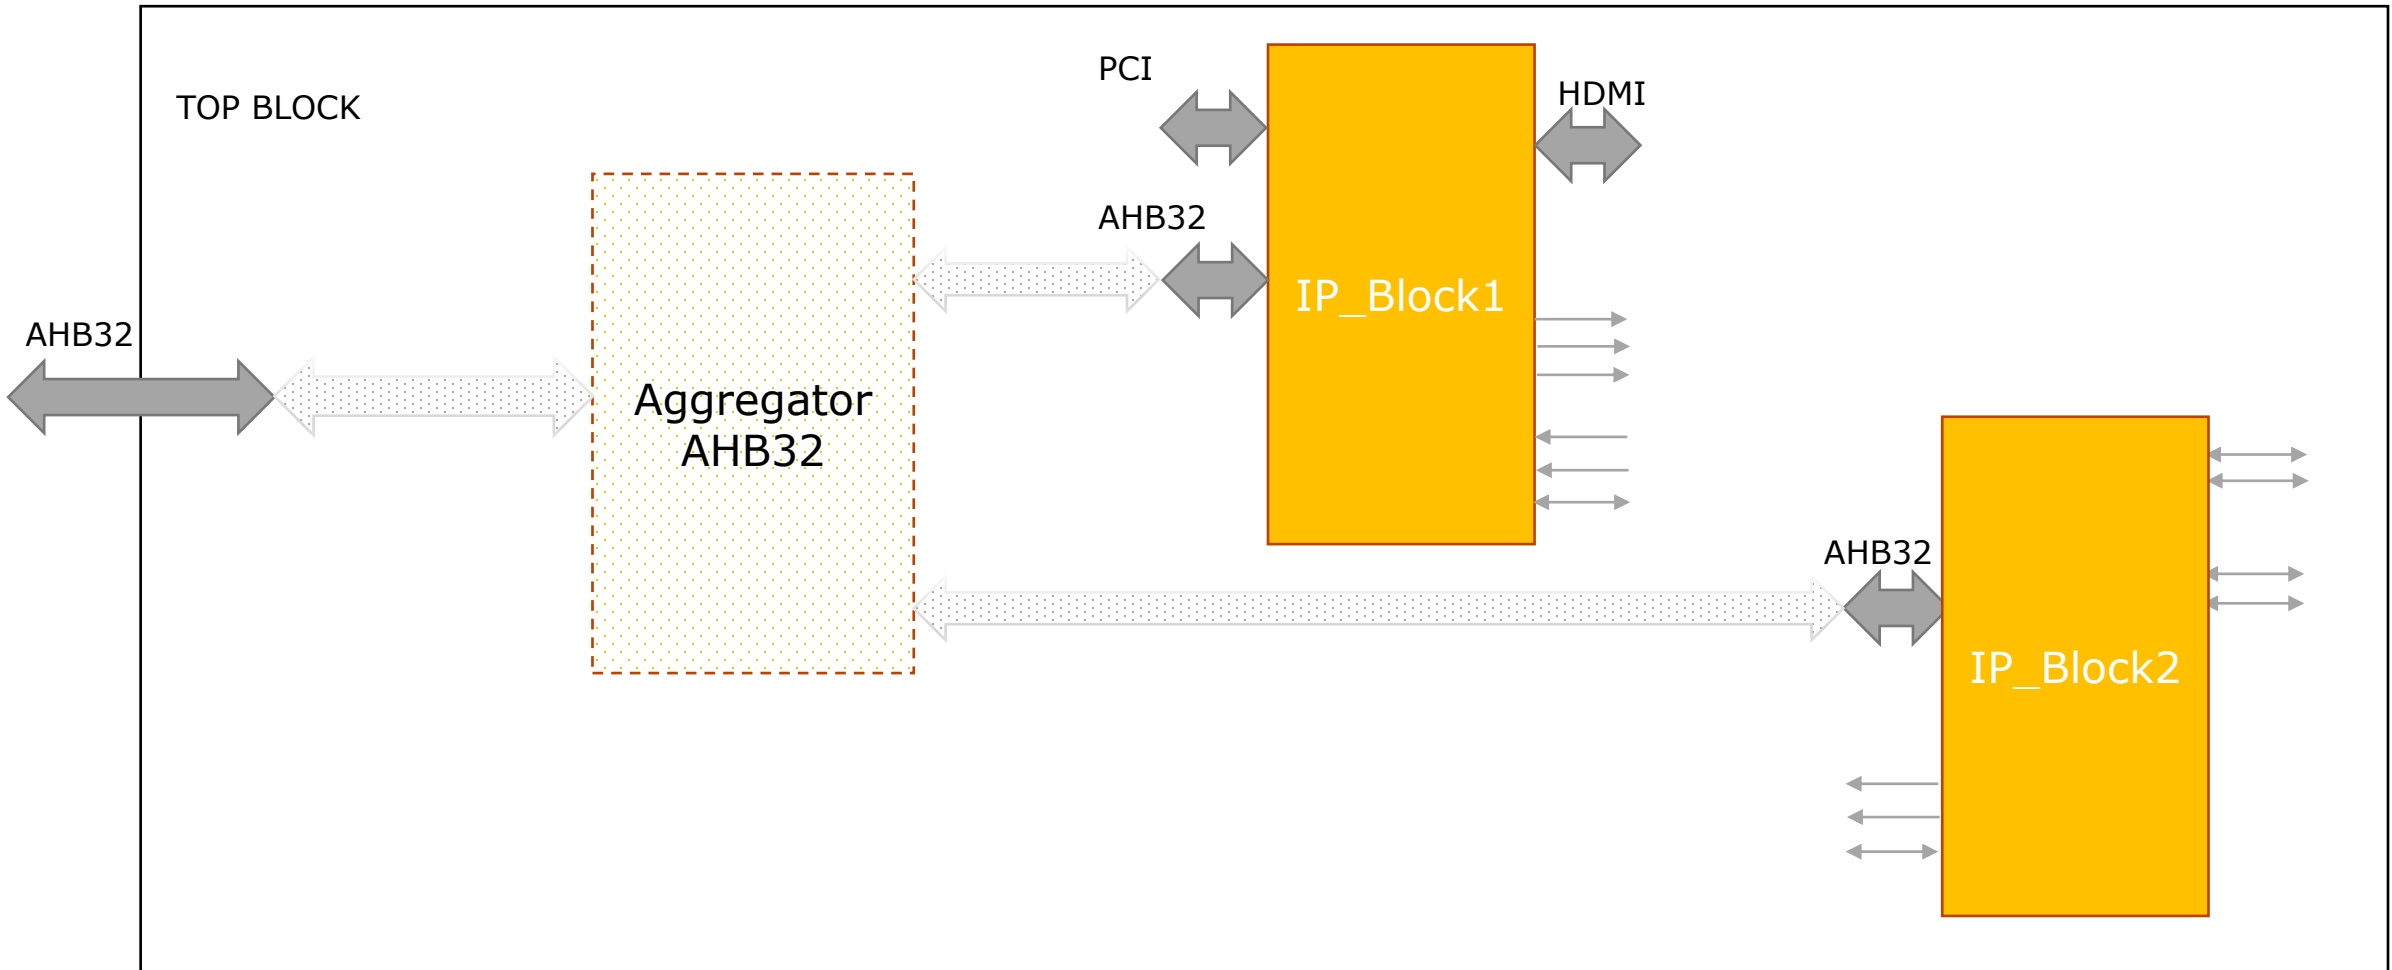 PCI
HDMI
TOP BLOCK
AHB32
IP_Block1
AHB32
Aggregator
AHB32
AHB32
IP_Block2